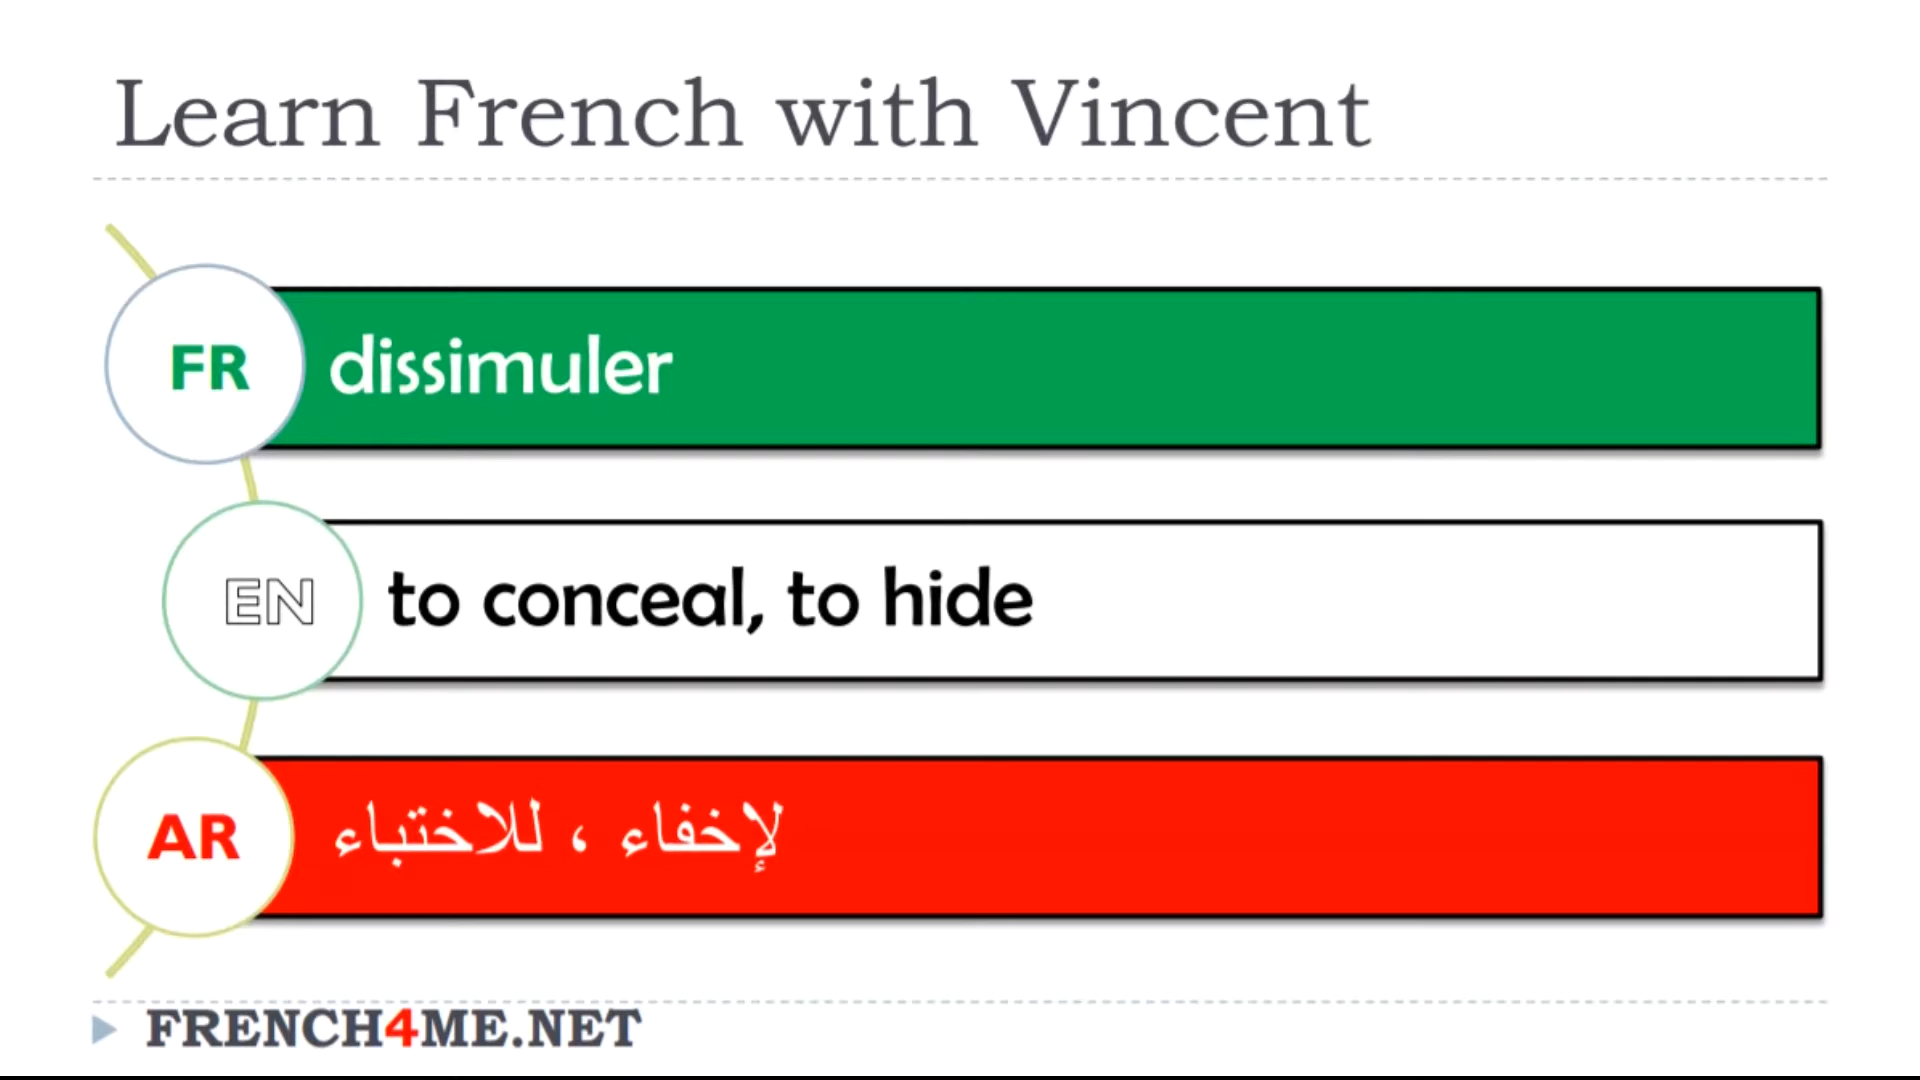 Learn French with Vincent
FR dissimuler
EN to conceal, to hide
AR لإخفاء ، للاختباء
FRENCH4ME.NET